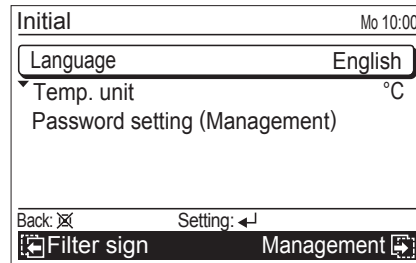 Initial Mo 10:00
Language English
Temp. unit °C
Password setting (Management)
Back: Setting:
Filter sign Management